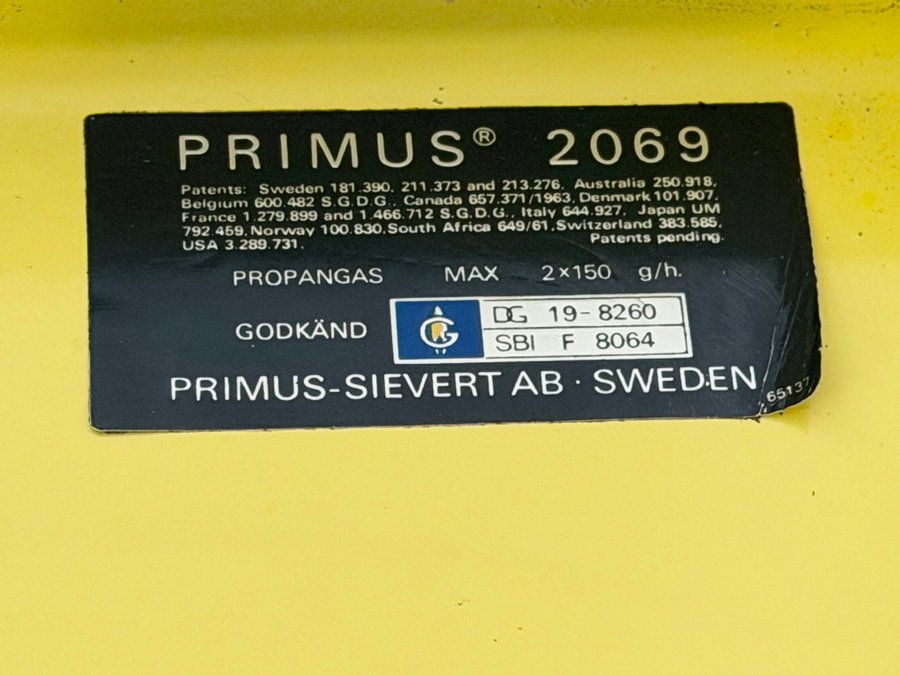 PRIMUS® 2069
Patents: Sweden 181.390, 211.373 and 213.276, Australia 250.918,
Belgium 600.482 S.G.D.G., Canada 657.371/1963, Denmark 101.907,
France 1.279.899 and 1.466.712 S.G.D.G., Italy 644.927, Japan UM
792.459, Norway 100.830, South Africa 649/61, Switzerland 383.585,
USA 3.289.731. Patents pending.
PROPANGAS MAX 2×150 g/h.
GODKÄND G DG 19-8260
SBI F 8064
PRIMUS-SIEVERT AB · SWEDEN
65137